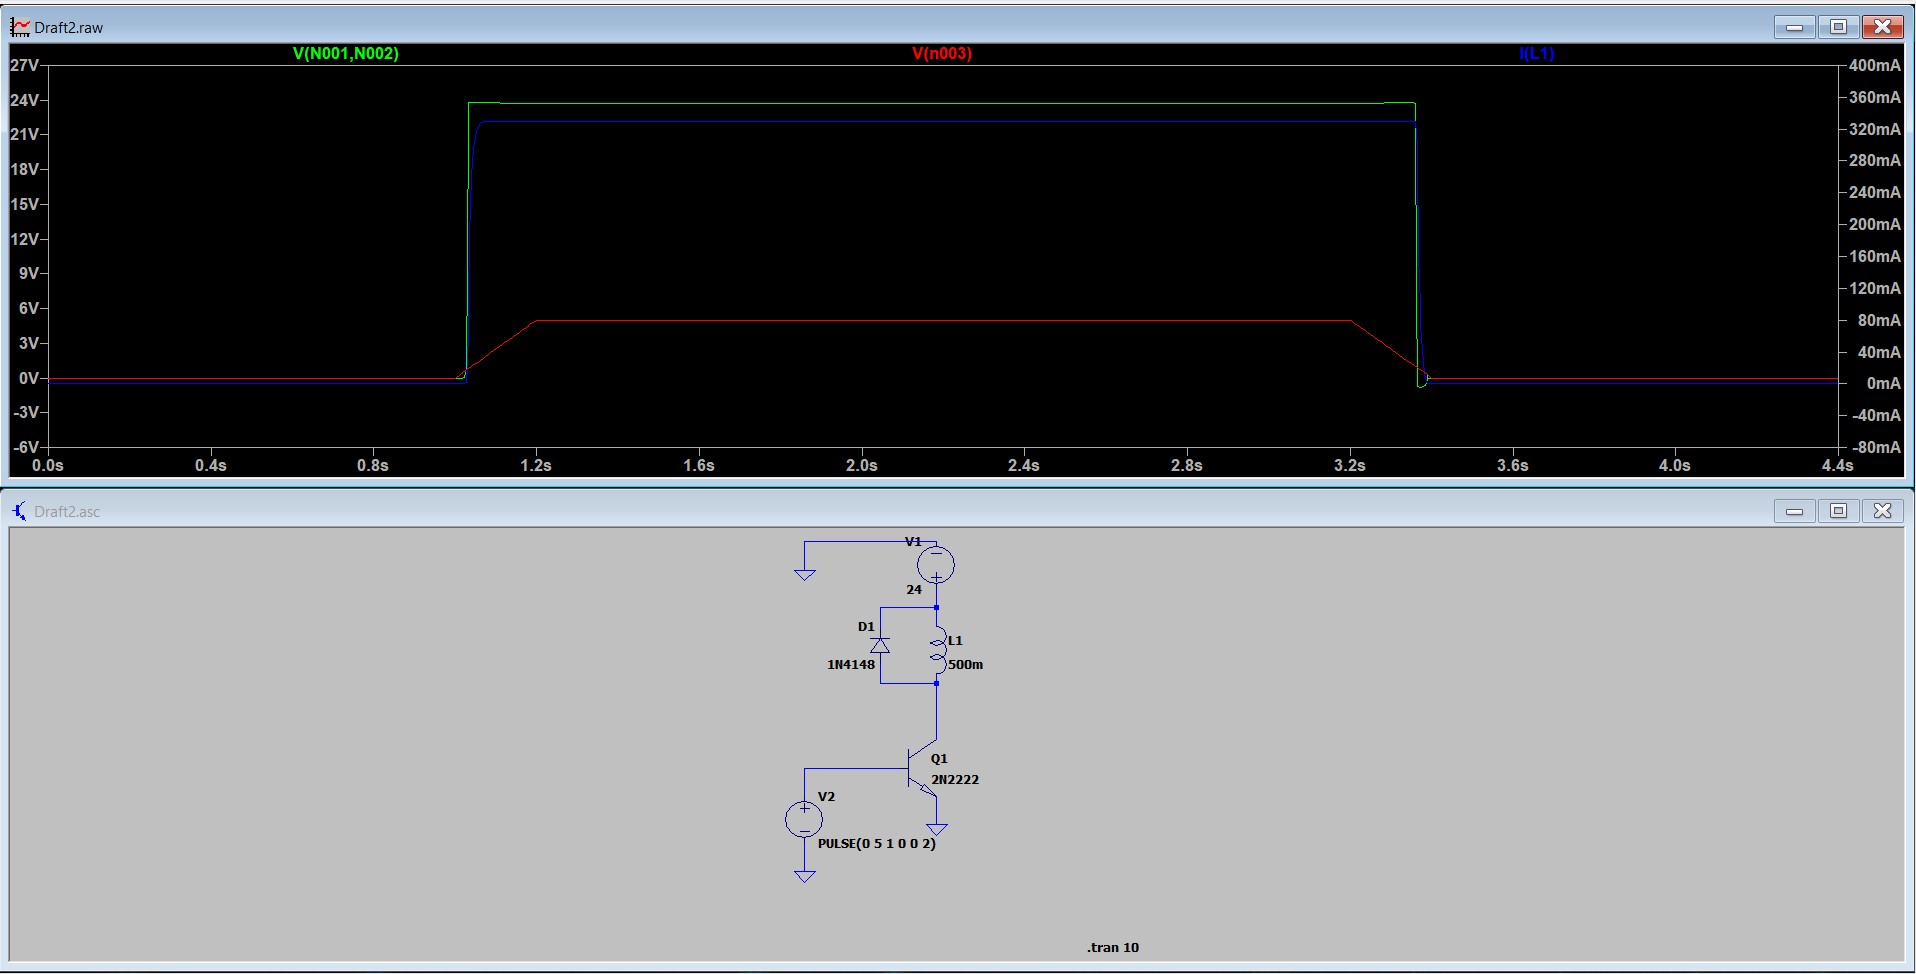 Draft2.raw
V(N001,N002) V(n003) I(L1)
27V 400mA
24V 360mA
21V 320mA
18V 280mA
15V 240mA
12V 200mA
9V 160mA
6V 120mA
3V 80mA
0V 40mA
-3V 0mA
-6V -40mA
-80mA
0.0s 0.4s 0.8s 1.2s 1.6s 2.0s 2.4s 2.8s 3.2s 3.6s 4.0s 4.4s
Draft2.asc
V1
24
D1
L1
1N4148
500m
Q1
2N2222
V2
PULSE(0 5 1 0 0 2)
.tran 10